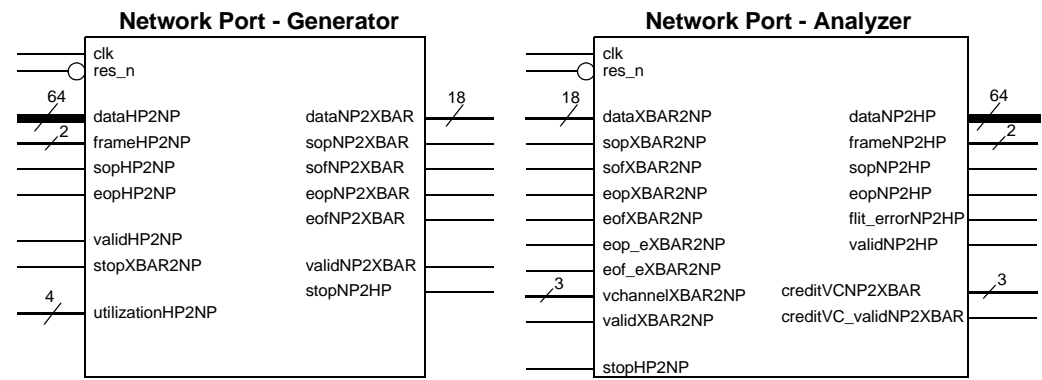 Network Port - Generator
clk
res_n
64
dataHP2NP
2
frameHP2NP
sopHP2NP
eopHP2NP
validHP2NP
stopXBAR2NP
4
utilizationHP2NP
18
dataNP2XBAR
sopNP2XBAR
sofNP2XBAR
eopNP2XBAR
eofNP2XBAR
validNP2XBAR
stopNP2HP
Network Port - Analyzer
clk
res_n
18
dataXBAR2NP
sopXBAR2NP
sofXBAR2NP
eopXBAR2NP
eofXBAR2NP
eop_eXBAR2NP
eof_eXBAR2NP
3
vchannelXBAR2NP
validXBAR2NP
stopHP2NP
64
dataNP2HP
2
frameNP2HP
sopNP2HP
eopNP2HP
flit_errorNP2HP
validNP2HP
3
creditVCNP2XBAR
creditVC_validNP2XBAR